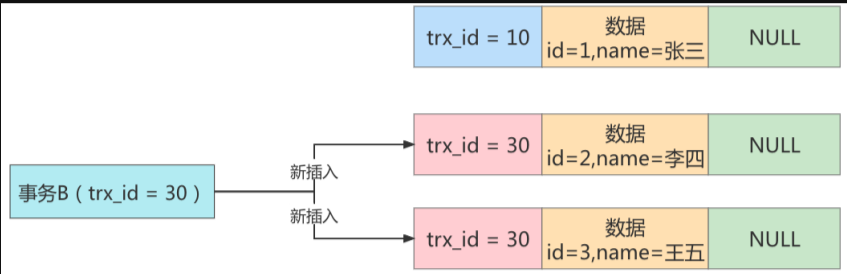 trx_id = 10
数据
id=1,name=张三
NULL
trx_id = 30
数据
id=2,name=李四
NULL
新插入
事务B（trx_id = 30）
新插入
trx_id = 30
数据
id=3,name=王五
NULL